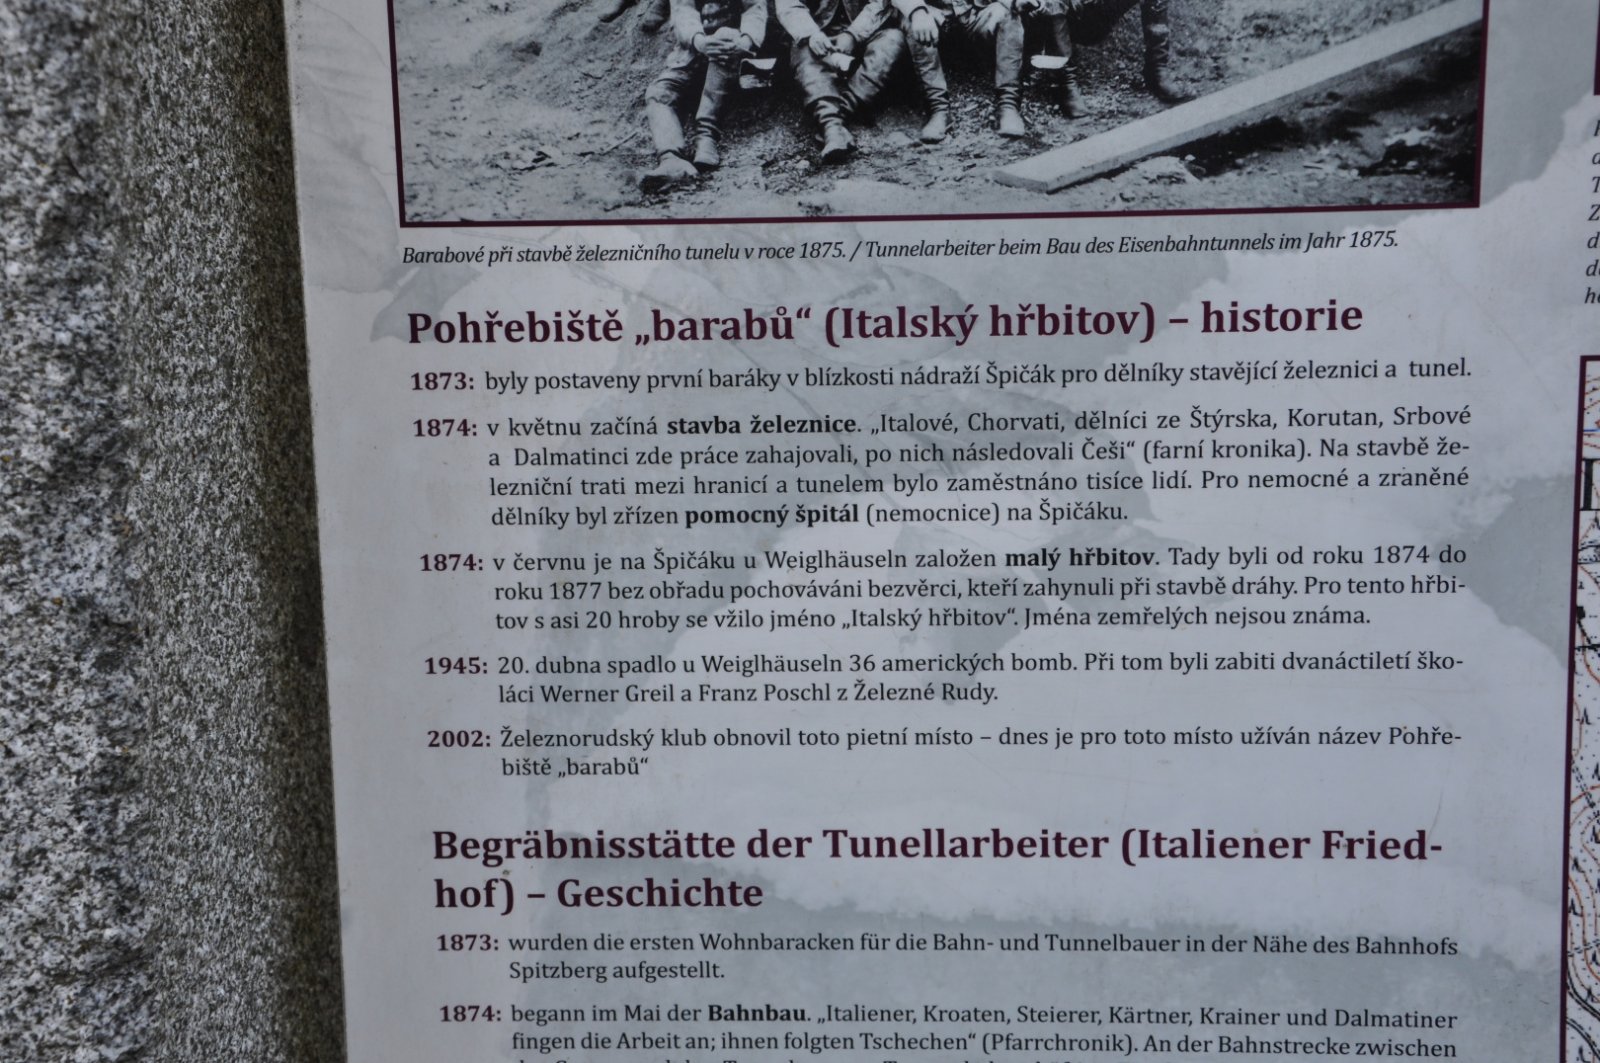 Barabové při stavbě železničního tunelu v roce 1875. / Tunnelarbeiter beim Bau des Eisenbahntunnels im Jahr 1875.
Pohřebiště „barabů“ (Italský hřbitov) – historie
1873: byly postaveny první baráky v blízkosti nádraží Špičák pro dělníky stavějící železnici a tunel.
1874: v květnu začíná stavba železnice. „Italové, Chorvati, dělníci ze Štýrska, Korutan, Srbové
a Dalmatinci zde práce zahajovali, po nich následovali Češi“ (farní kronika). Na stavbě že-
lezniční trati mezi hranicí a tunelem bylo zaměstnáno tisíce lidí. Pro nemocné a zraněné
dělníky byl zřízen pomocný špitál (nemocnice) na Špičáku.
1874: v červnu je na Špičáku u Weiglhäuseln založen malý hřbitov. Tady byli od roku 1874 do
roku 1877 bez obřadu pochováváni bezvěrci, kteří zahynuli při stavbě dráhy. Pro tento hřbi-
tov s asi 20 hroby se vžilo jméno „Italský hřbitov“. Jména zemřelých nejsou známa.
1945: 20. dubna spadlo u Weiglhäuseln 36 amerických bomb. Při tom byli zabiti dvanáctiletí ško-
láci Werner Greil a Franz Poschl z Železné Rudy.
2002: Železnorudský klub obnovil toto pietní místo – dnes je pro toto místo užíván název Pohře-
biště „barabů“
Begräbnisstätte der Tunellarbeiter (Italiener Fried-
hof) – Geschichte
1873: wurden die ersten Wohnbaracken für die Bahn- und Tunnelbauer in der Nähe des Bahnhofs
Spitzberg aufgestellt.
1874: begann im Mai der Bahnbau. „Italiener, Kroaten, Steierer, Kärtner, Krainer und Dalmatiner
fingen die Arbeit an; ihnen folgten Tschechen“ (Pfarrchronik). An der Bahnstrecke zwischen